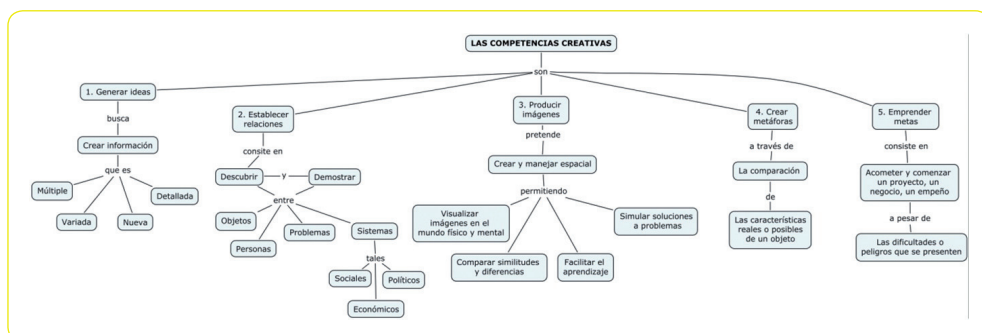 LAS COMPETENCIAS CREATIVAS
son
1. Generar ideas
busca
Crear información
que es
Múltiple
Variada
Nueva
Detallada
2. Establecer
relaciones
consite en
Descubrir
y
Demostrar
entre
Objetos
Personas
Problemas
Sistemas
tales
Sociales
Económicos
Políticos
3. Producir
imágenes
pretende
Crear y manejar espacial
permitiendo
Visualizar
imágenes en el
mundo físico y mental
Comparar similitudes
y diferencias
Facilitar el
aprendizaje
Simular soluciones
a problemas
4. Crear
metáforas
a través de
La comparación
de
Las características
reales o posibles
de un objeto
5. Emprender
metas
consiste en
Acometer y comenzar
un proyecto, un
negocio, un empeño
a pesar de
Las dificultades o
peligros que se presenten